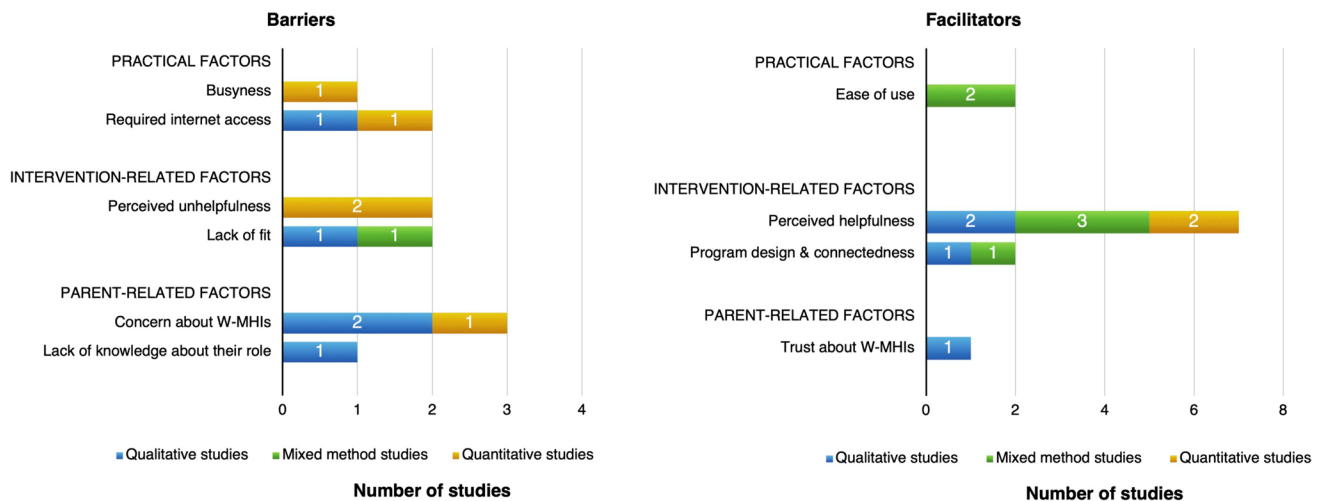 Barriers
PRACTICAL FACTORS
Busyness
1
Required internet access
1 1
INTERVENTION-RELATED FACTORS
Perceived unhelpfulness
2
Lack of fit
1 1
PARENT-RELATED FACTORS
Concern about W-MHIs
2 1
Lack of knowledge about their role
1
0 1 2 3 4
Qualitative studies Mixed method studies Quantitative studies
Number of studies
Facilitators
PRACTICAL FACTORS
Ease of use
2
INTERVENTION-RELATED FACTORS
Perceived helpfulness
2 3 2
Program design & connectedness
1 1
PARENT-RELATED FACTORS
Trust about W-MHIs
1
0 2 4 6 8
Qualitative studies Mixed method studies Quantitative studies
Number of studies